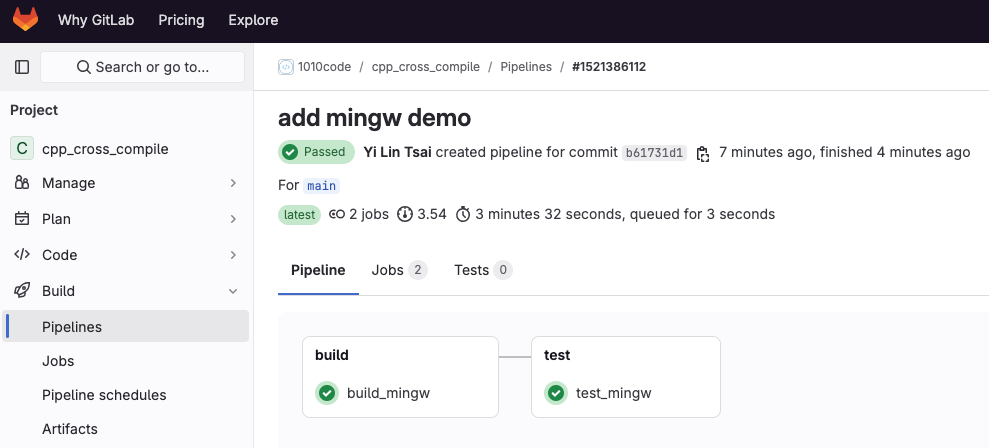 Why GitLab Pricing Explore
Search or go to...
1010code / cpp_cross_compile / Pipelines / #1521386112
Project
C cpp_cross_compile
Manage
Plan
Code
Build
Pipelines
Jobs
Pipeline schedules
Artifacts
add mingw demo
Passed Yi Lin Tsai created pipeline for commit b61731d1 7 minutes ago, finished 4 minutes ago
For main
latest 2 jobs 3.54 3 minutes 32 seconds, queued for 3 seconds
Pipeline Jobs 2 Tests 0
build
build_mingw
test
test_mingw